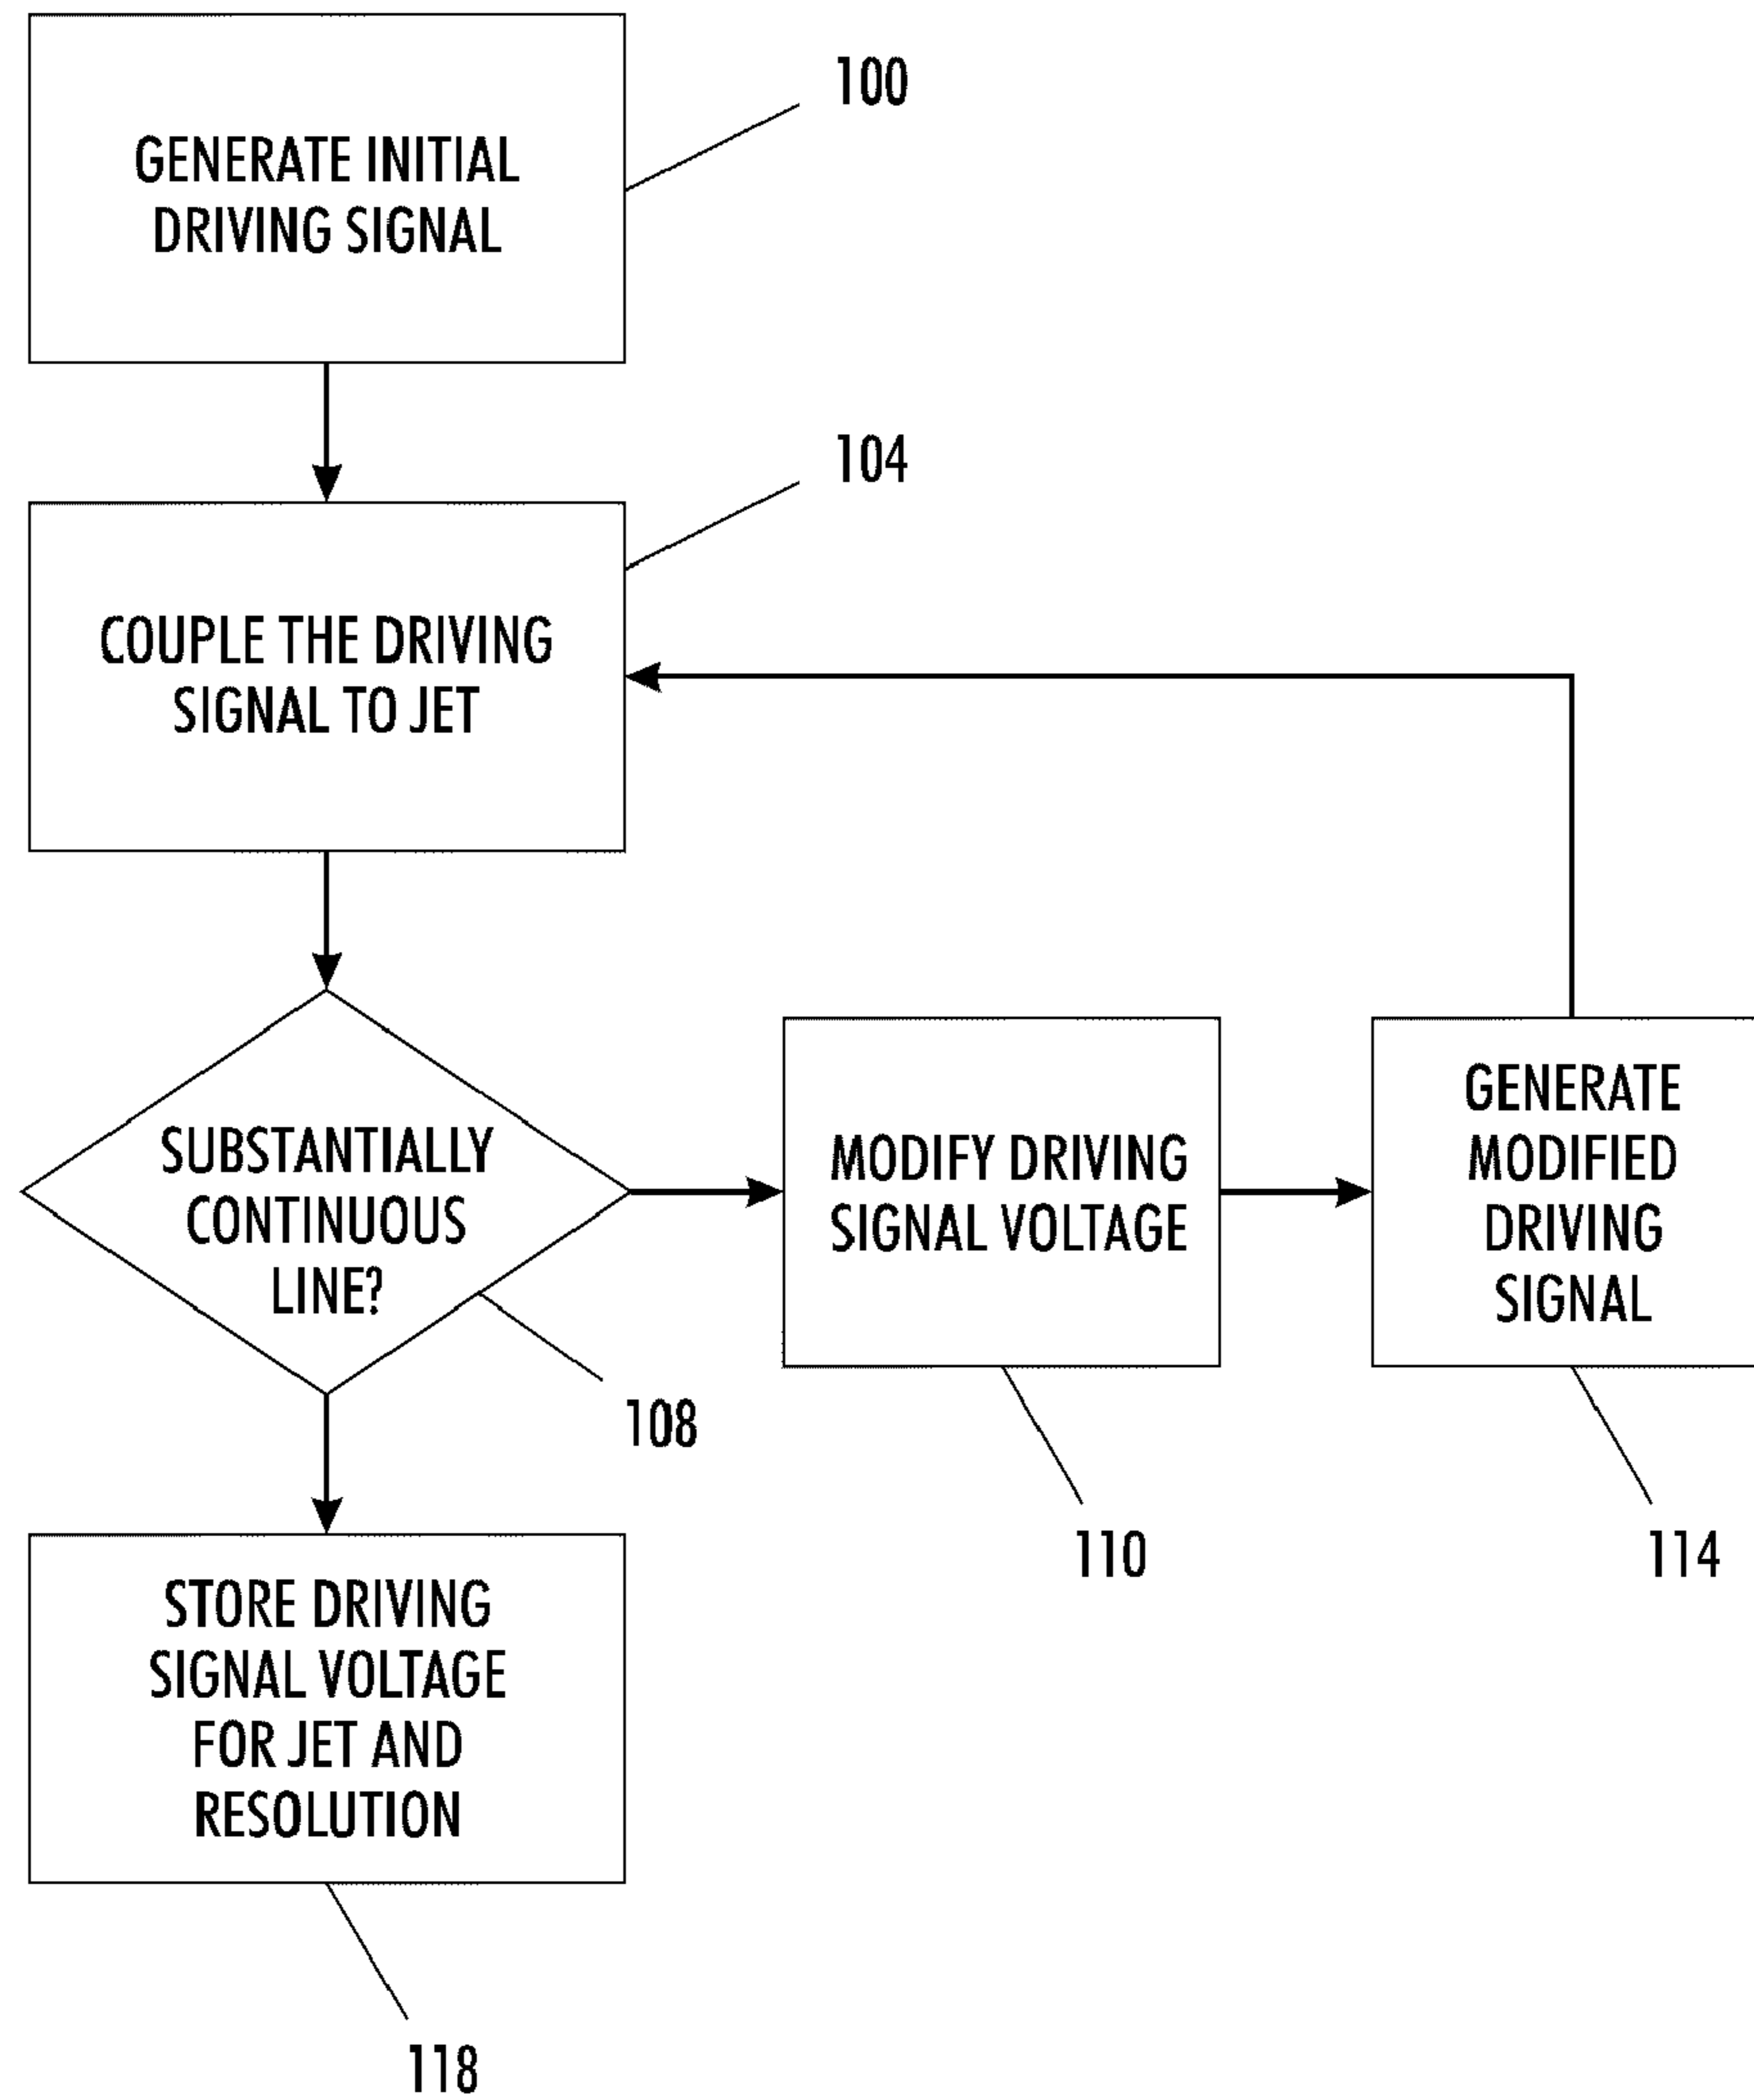 GENERATE INITIAL
DRIVING SIGNAL
100
COUPLE THE DRIVING
SIGNAL TO JET
104
SUBSTANTIALLY
CONTINUOUS
LINE?
108
MODIFY DRIVING
SIGNAL VOLTAGE
110
GENERATE
MODIFIED
DRIVING
SIGNAL
114
STORE DRIVING
SIGNAL VOLTAGE
FOR JET AND
RESOLUTION
118